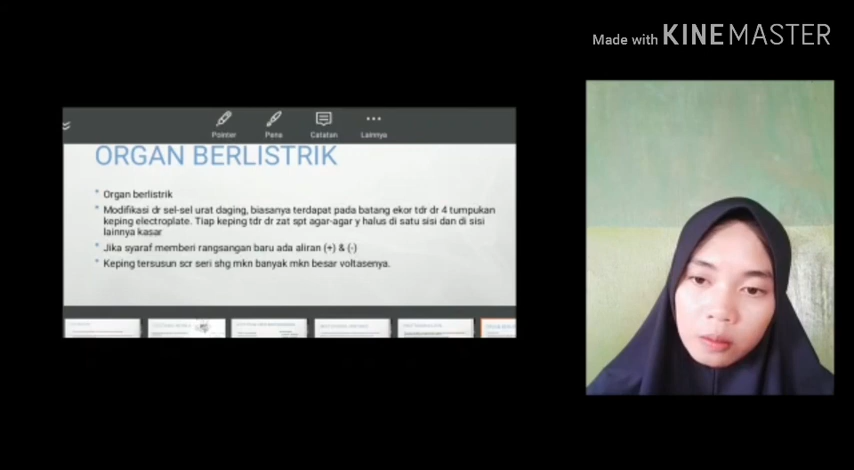 Made with KINEMASTER
Pointer Pena Catatan Lainnya
ORGAN BERLISTRIK
Organ berlistrik
Modifikasi dr sel-sel urat daging, biasanya terdapat pada batang ekor tdr dr 4 tumpukan
keping electroplate. Tiap keping tdr dr zat spt agar-agar y halus di satu sisi dan di sisi
lainnya kasar
Jika syaraf memberi rangsangan baru ada aliran (+) & (-)
Keping tersusun scr seri shg mkn banyak mkn besar voltasenya.